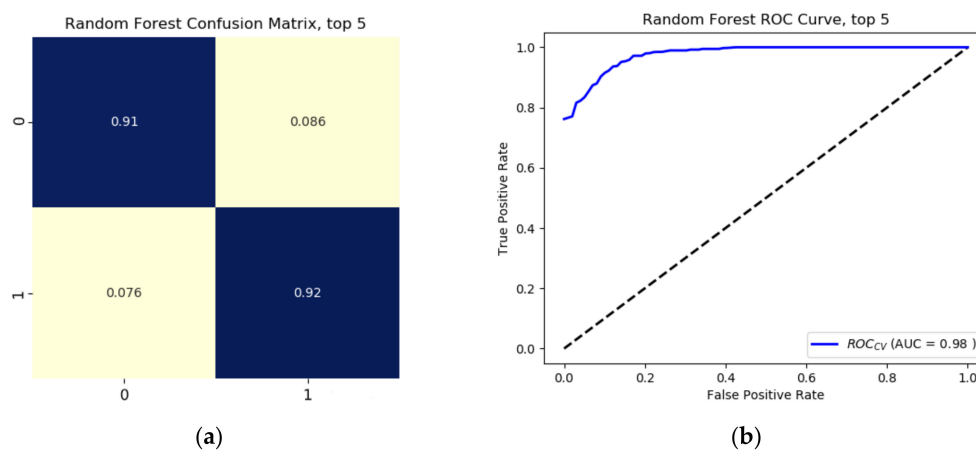 Random Forest Confusion Matrix, top 5
0
0.91
0.086
1
0.076
0.92
0
1
(a)
Random Forest ROC Curve, top 5
1.0
0.8
0.6
0.4
0.2
0.0
True Positive Rate
ROC_CV (AUC = 0.98 )
0.0
0.2
0.4
0.6
0.8
1.0
False Positive Rate
(b)